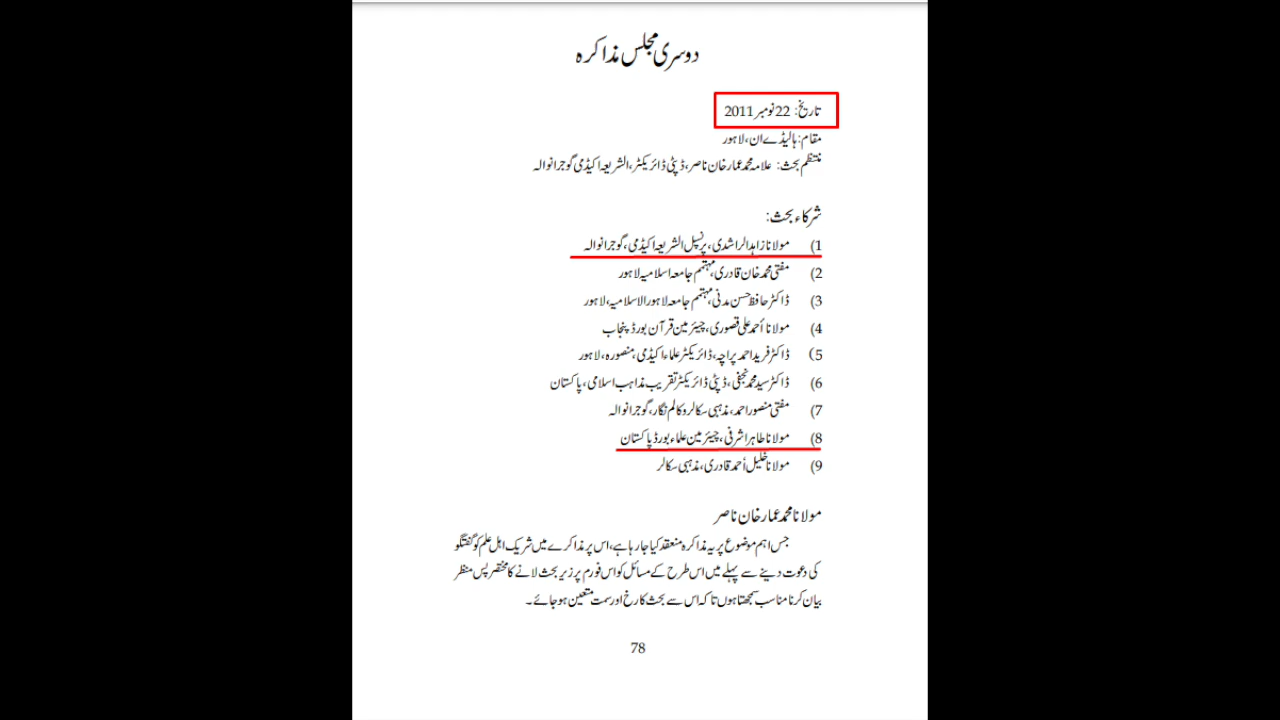 دوسری مجلس مذاکرہ
تاریخ: 22 نومبر 2011
مقام: ہالیڈے ان، لاہور
منتظم بحث: علامہ محمد عمار خان ناصر، ڈپٹی ڈائریکٹر، الشریعہ اکیڈمی گوجرانوالہ
شرکاء بحث:
1) مولانا زاہد الراشدی، پرنسپل الشریعہ اکیڈمی، گوجرانوالہ
2) مفتی محمد خان قادری، مہتمم جامعہ اسلامیہ لاہور
3) ڈاکٹر حافظ حسن مدنی، مہتمم جامعہ لاہور الاسلامیہ، لاہور
4) مولانا أحمد علی قصوری، چیئرمین قرآن بورڈ پنجاب
5) ڈاکٹر فرید احمد پراچہ، ڈائریکٹر علماء اکیڈمی، منصورہ، لاہور
6) ڈاکٹر سید محمد نجفی، ڈپٹی ڈائریکٹر تقریب مذاہب اسلامی، پاکستان
7) مفتی منصور احمد، مذہبی سکالر و کالم نگار، گوجرانوالہ
8) مولانا طاہر اشرفی، چیئرمین علماء بورڈ پاکستان
9) مولانا خلیل أحمد قادری، مذہبی سکالر
مولانا محمد عمار خان ناصر
جس اہم موضوع پر یہ مذاکرہ منعقد کیا جا رہا ہے، اس پر مذاکرے میں شریک اہل علم کو گفتگو
کی دعوت دینے سے پہلے میں اس طرح کے مسائل کو اس فورم پر زیر بحث لانے کا مختصر پس منظر
بیان کرنا مناسب سمجھتا ہوں تاکہ اس سے بحث کا رخ اور سمت متعین ہو جائے۔
78